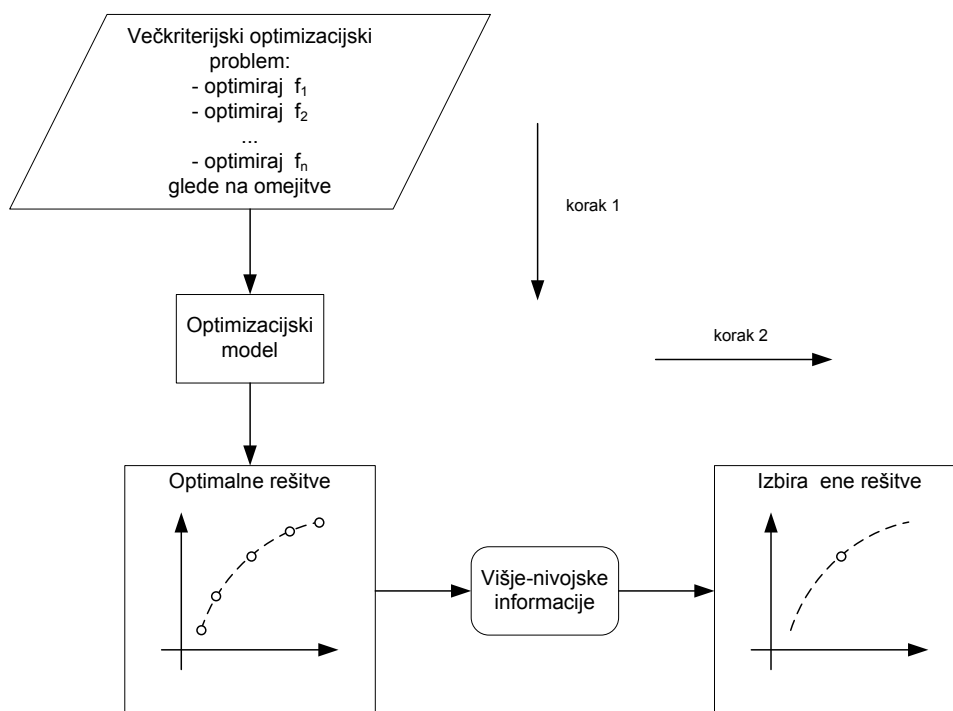 Večkriterijski optimizacijski
problem:
- optimiraj f₁
- optimiraj f₂
...
- optimiraj fₙ
glede na omejitve
korak 1
Optimizacijski
model
korak 2
Optimalne rešitve
Višje-nivojske
informacije
Izbira ene rešitve